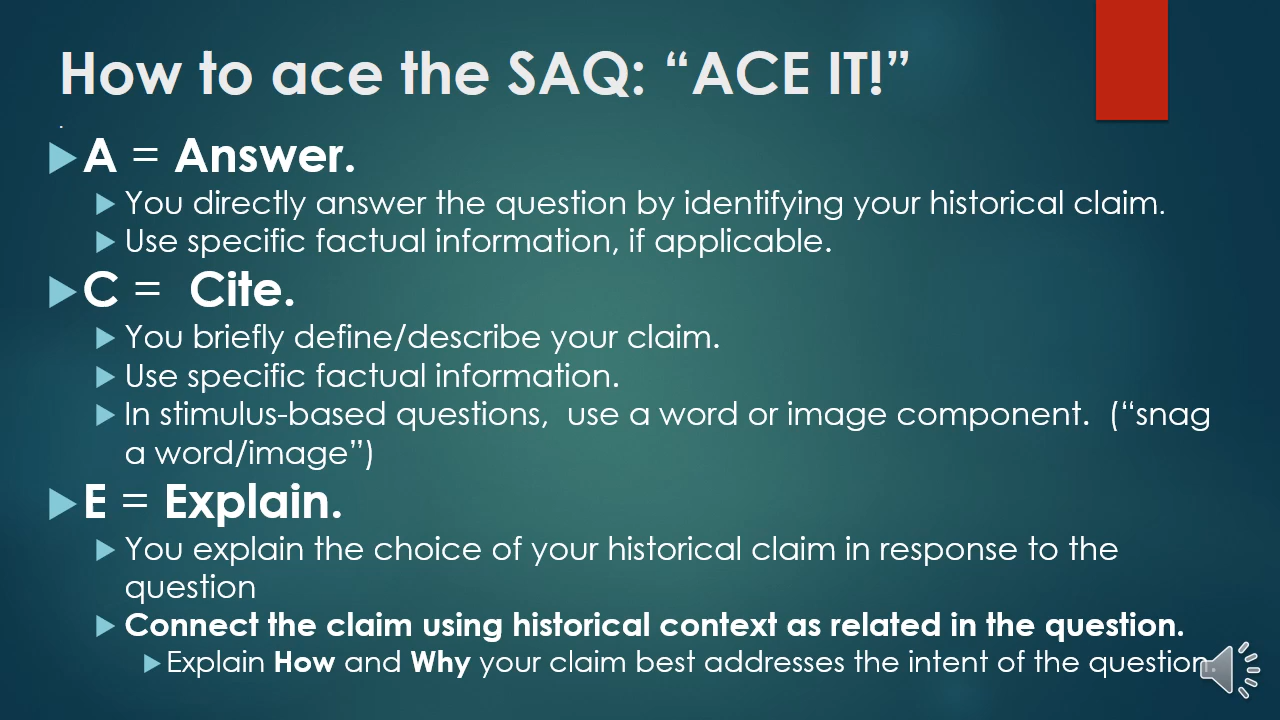 How to ace the SAQ: “ACE IT!”
.
A = Answer.
You directly answer the question by identifying your historical claim.
Use specific factual information, if applicable.
C =  Cite.
You briefly define/describe your claim.
Use specific factual information.
In stimulus-based questions,  use a word or image component.  (“snag
a word/image”)
E = Explain.
You explain the choice of your historical claim in response to the
question
Connect the claim using historical context as related in the question.
Explain How and Why your claim best addresses the intent of the question.